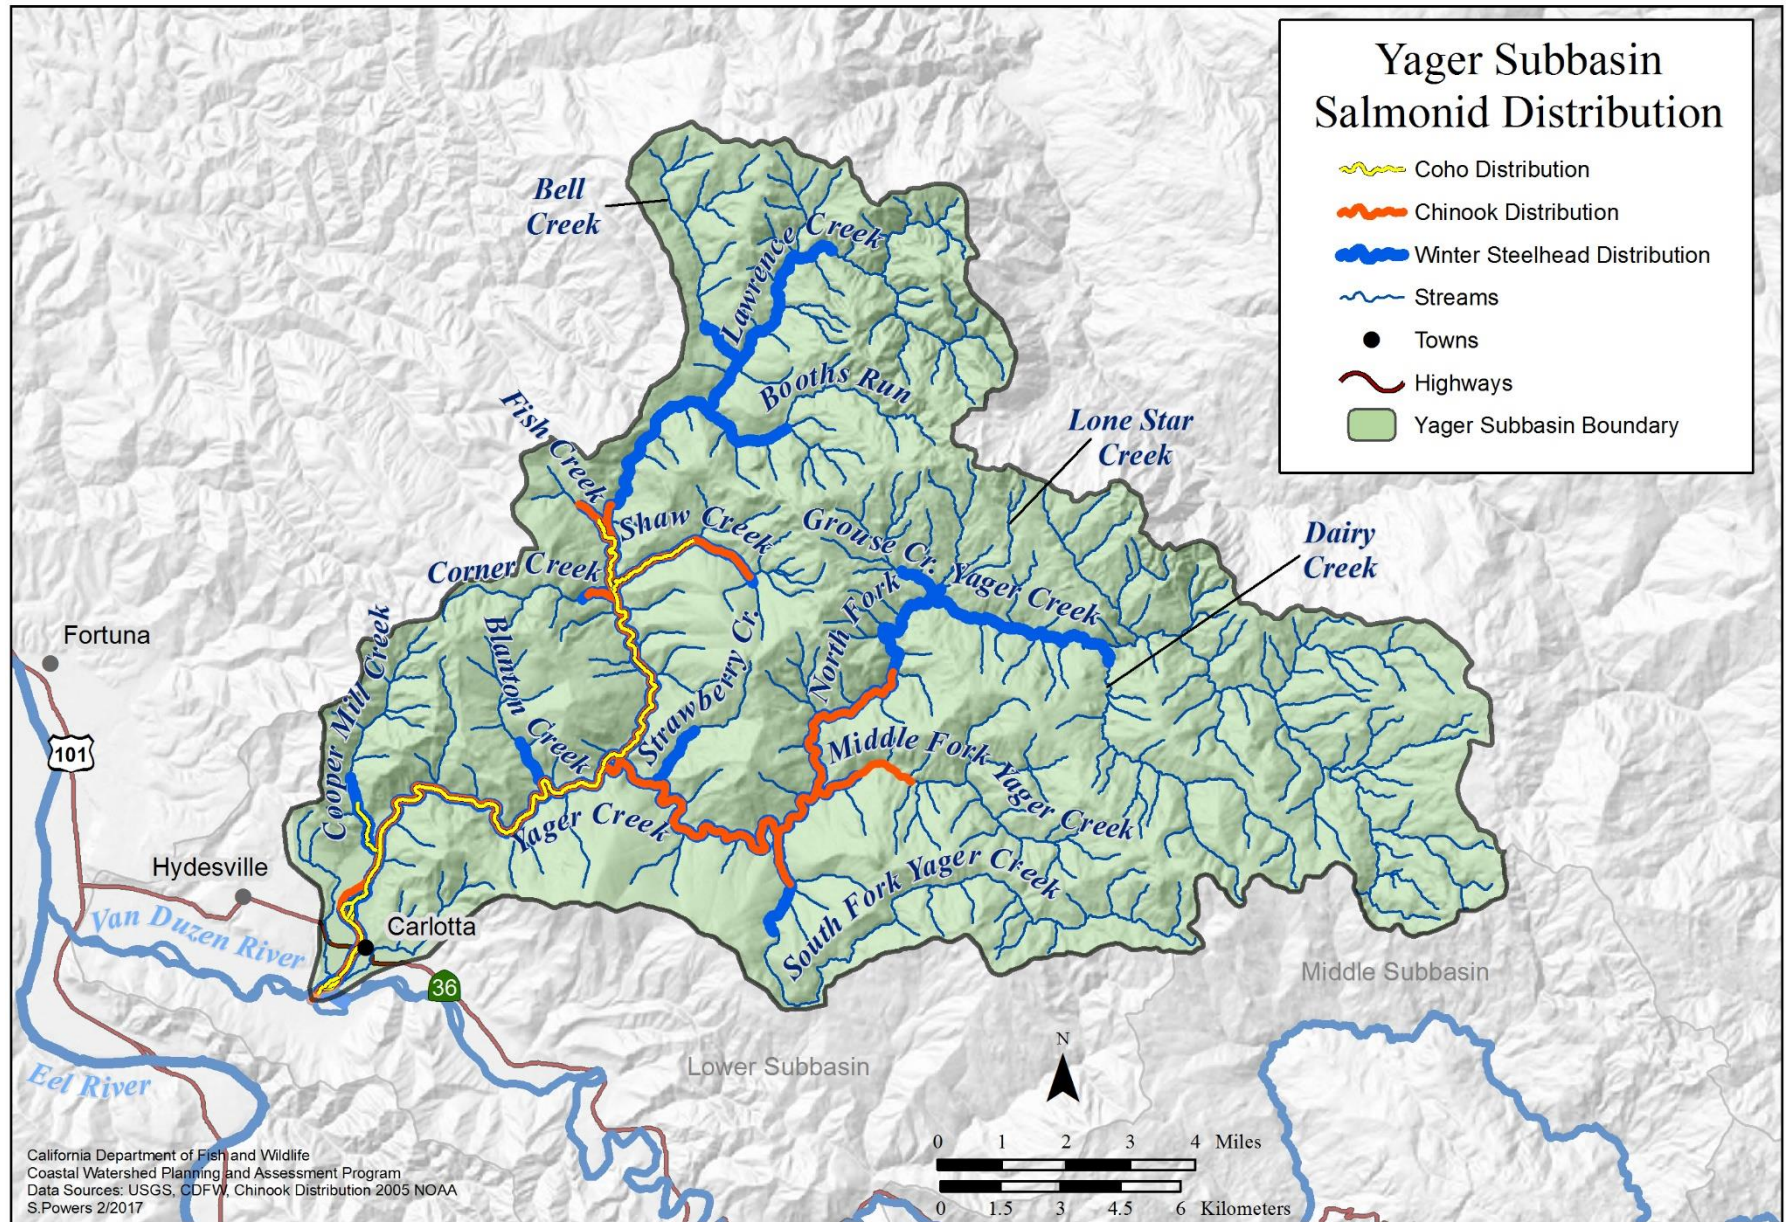 Yager Subbasin
Salmonid Distribution
Coho Distribution
Chinook Distribution
Winter Steelhead Distribution
Streams
Towns
Highways
Yager Subbasin Boundary
Bell
Creek
Lawrence Creek
Booths Run
Fish Creek
Lone Star
Creek
Shaw Creek
Grouse Cr.
Dairy
Creek
Corner Creek
North Fork Yager Creek
Fortuna
Cooper Mill Creek
Blanton Creek
Strawberry Cr.
101
Middle Fork Yager Creek
Yager Creek
South Fork Yager Creek
Hydesville
Carlotta
Van Duzen River
36
Middle Subbasin
Lower Subbasin
Eel River
N
0 1 2 3 4 Miles
0 1.5 3 4.5 6 Kilometers
California Department of Fish and Wildlife
Coastal Watershed Planning and Assessment Program
Data Sources: USGS, CDFW, Chinook Distribution 2005 NOAA
S.Powers 2/2017